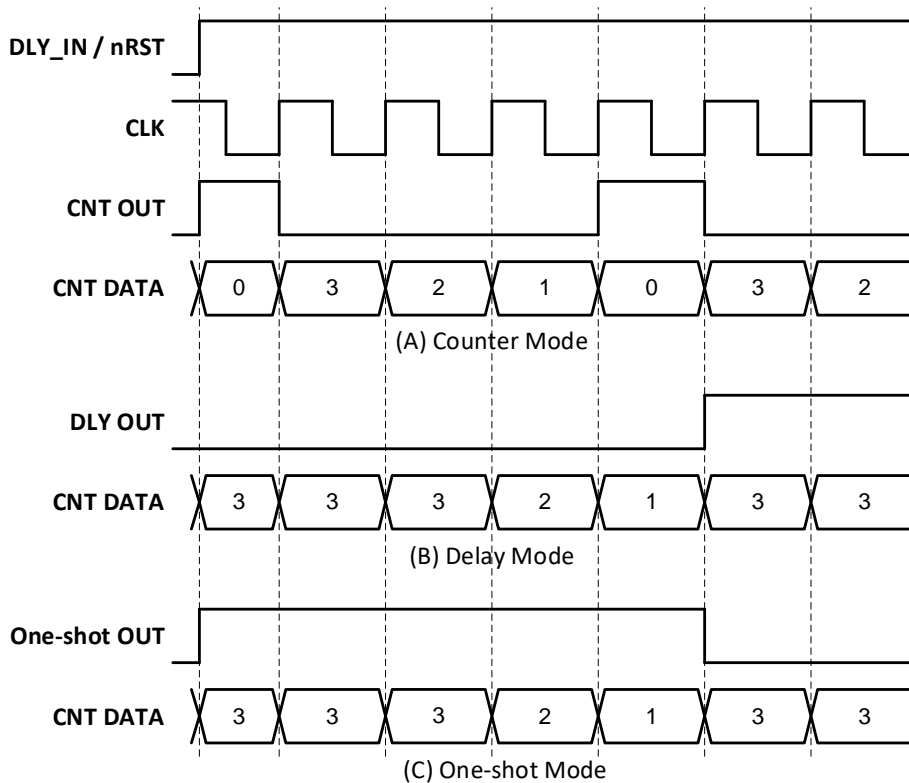 DLY_IN / nRST
CLK
CNT OUT
CNT DATA 0 3 2 1 0 3 2
(A) Counter Mode
DLY OUT
CNT DATA 3 3 3 2 1 3 3
(B) Delay Mode
One-shot OUT
CNT DATA 3 3 3 2 1 3 3
(C) One-shot Mode